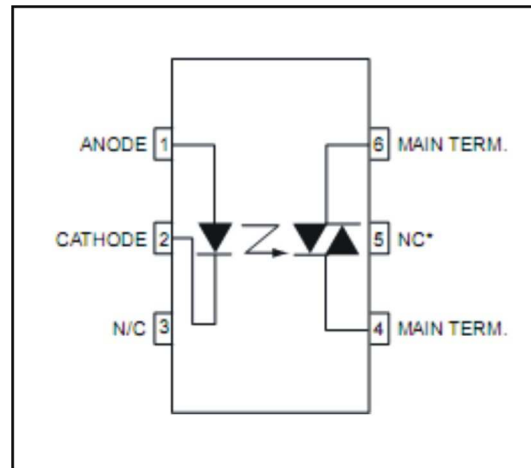 ANODE 1
6 MAIN TERM.
CATHODE 2
5 NC*
N/C 3
4 MAIN TERM.